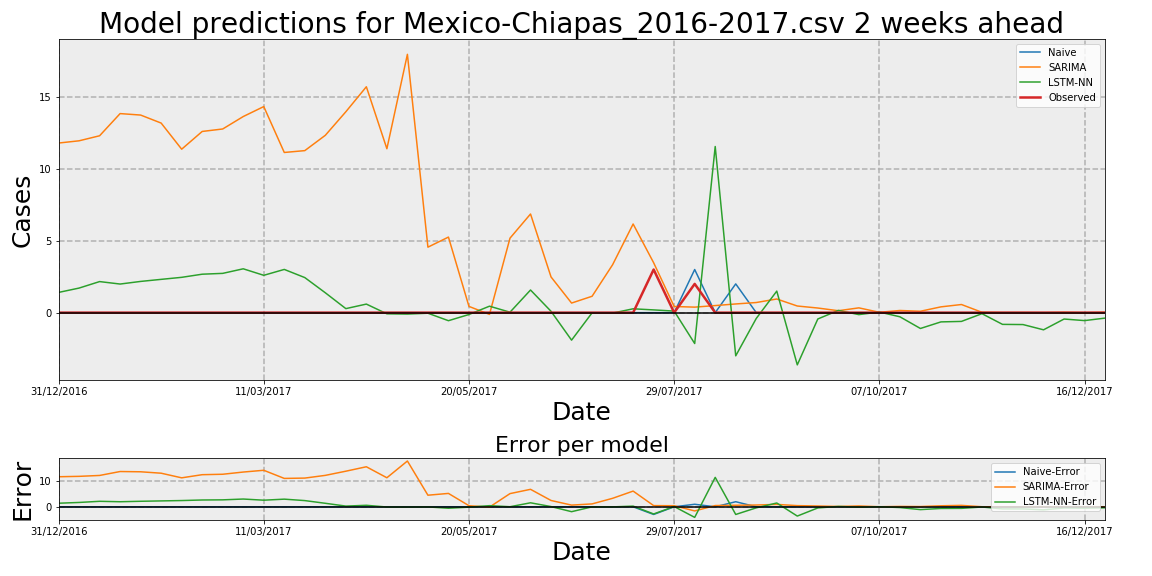 Model predictions for Mexico-Chiapas_2016-2017.csv 2 weeks ahead
Naive
SARIMA
LSTM-NN
Observed
15
10
5
0
Cases
31/12/2016 11/03/2017 20/05/2017 29/07/2017 07/10/2017 16/12/2017
Date
Error per model
Naive-Error
SARIMA-Error
LSTM-NN-Error
10
0
Error
31/12/2016 11/03/2017 20/05/2017 29/07/2017 07/10/2017 16/12/2017
Date